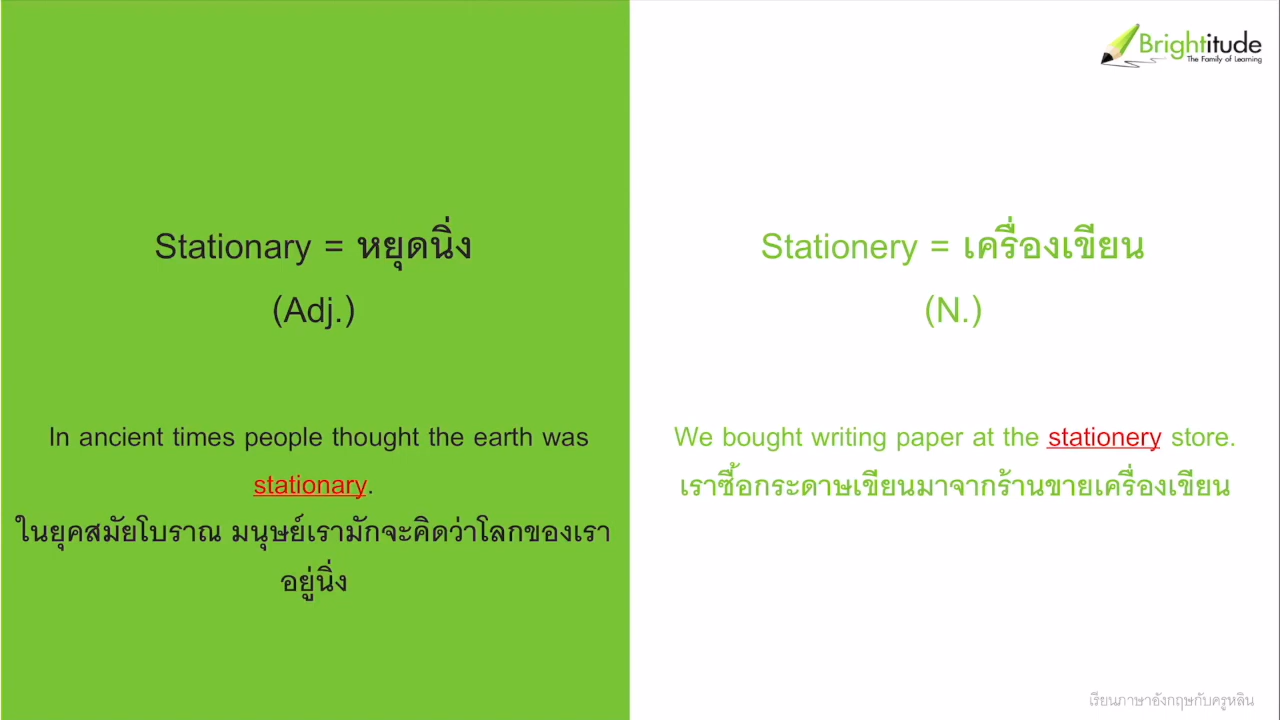 Brightitude
The Family of Learning
Stationary = หยุดนิ่ง
(Adj.)
In ancient times people thought the earth was
stationary.
ในยุคสมัยโบราณ มนุษย์เรามักจะคิดว่าโลกของเรา
อยู่นิ่ง
Stationery = เครื่องเขียน
(N.)
We bought writing paper at the stationery store.
เราซื้อกระดาษเขียนมาจากร้านขายเครื่องเขียน
เรียนภาษาอังกฤษกับครูหลิน